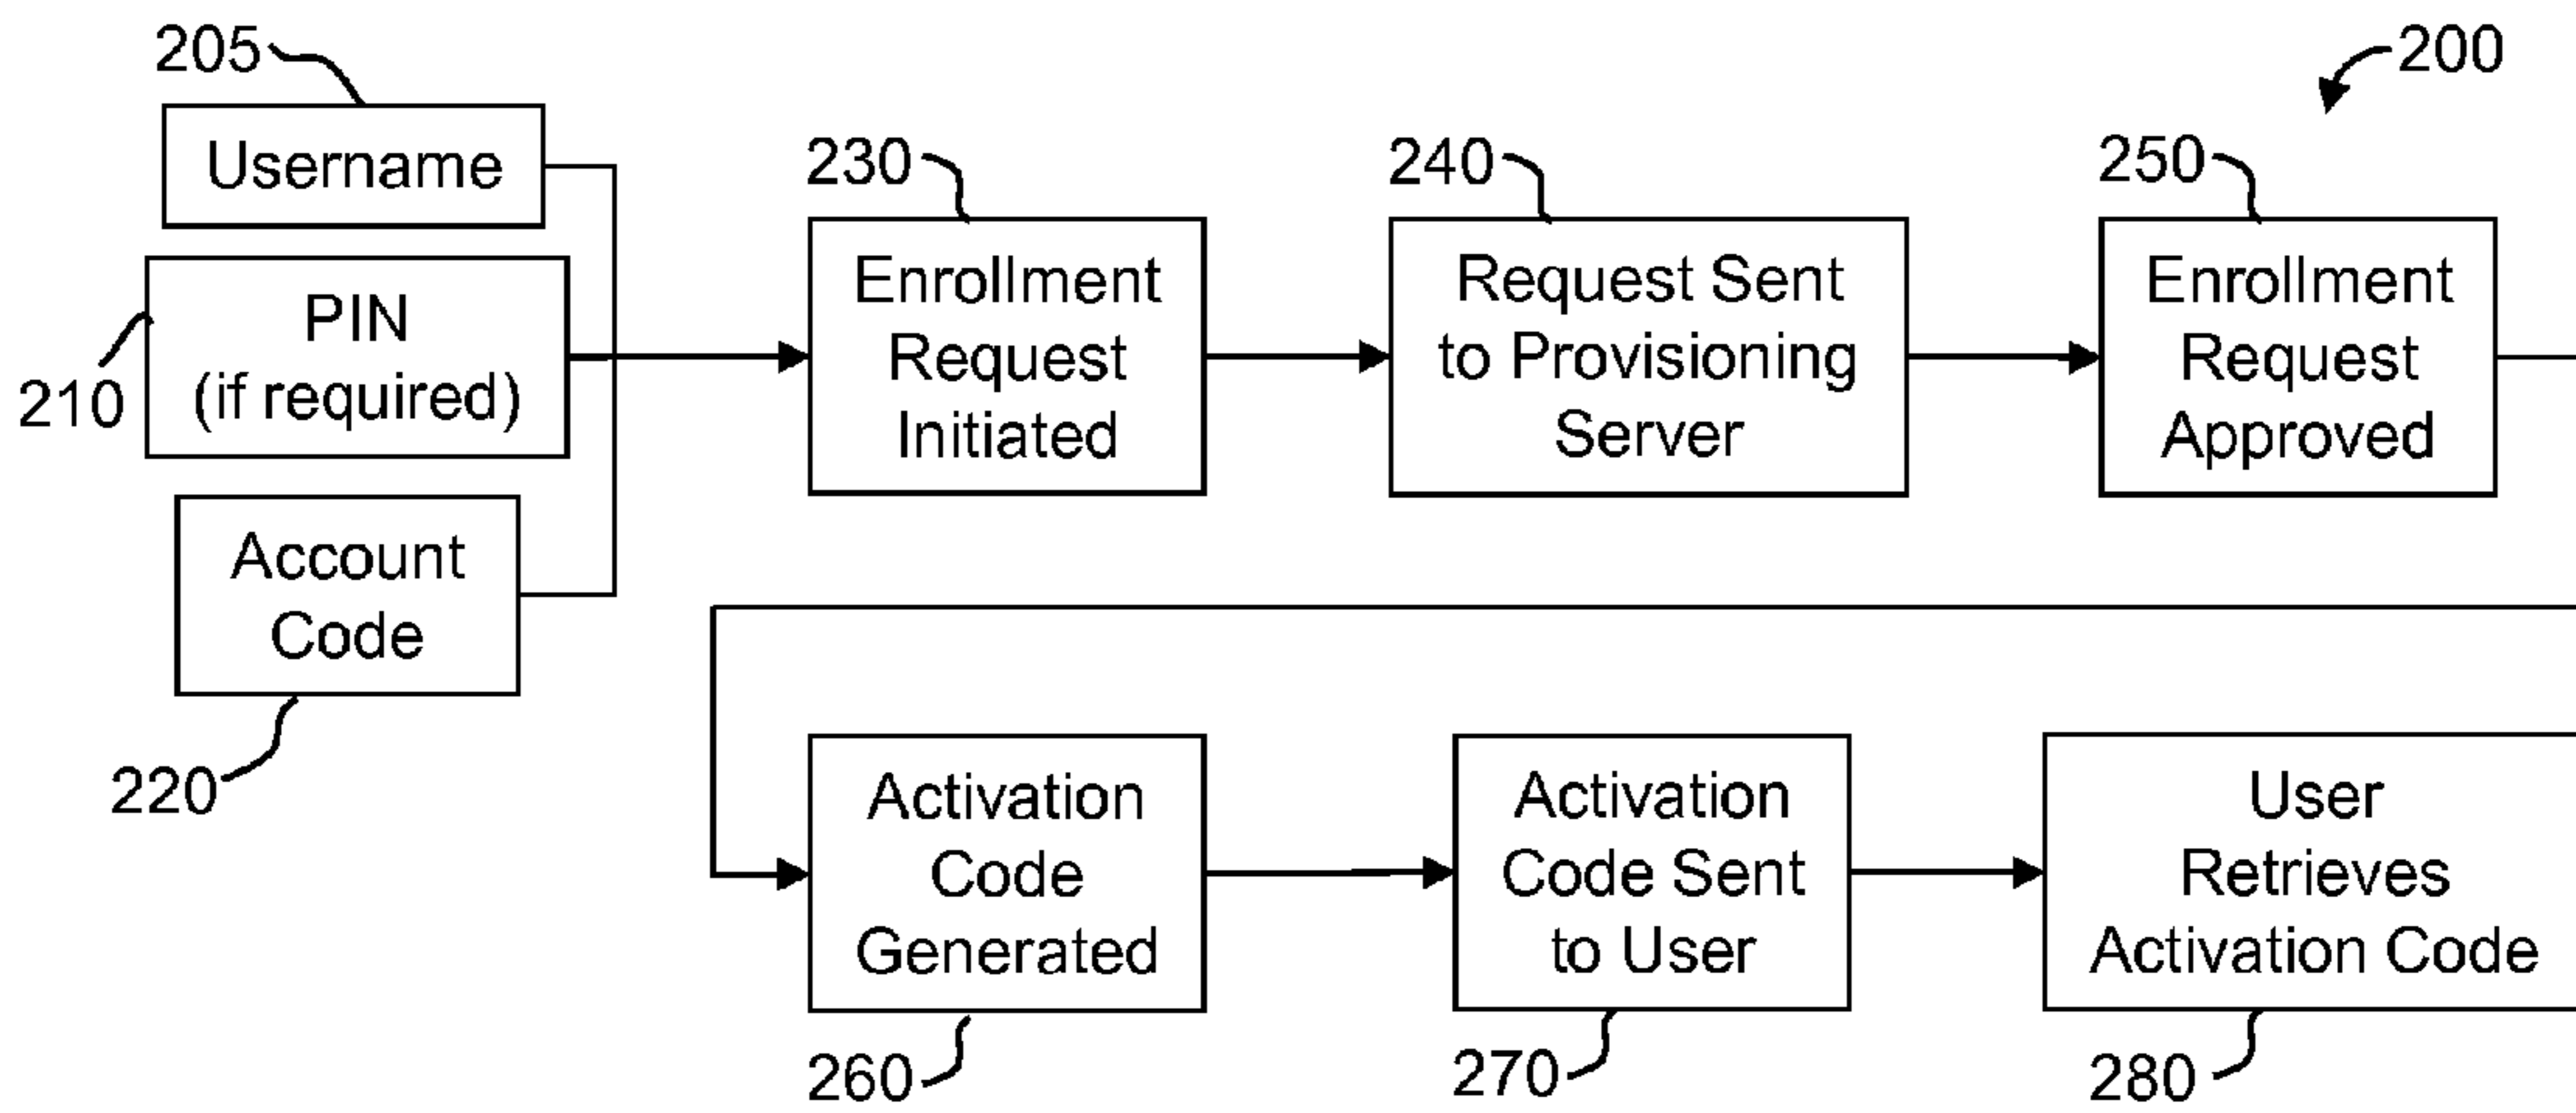 205
200
Username
230
240
250
210
PIN
(if required)
Enrollment
Request
Initiated
Request Sent
to Provisioning
Server
Enrollment
Request
Approved
Account
Code
220
Activation
Code
Generated
Activation
Code Sent
to User
User
Retrieves
Activation Code
260
270
280